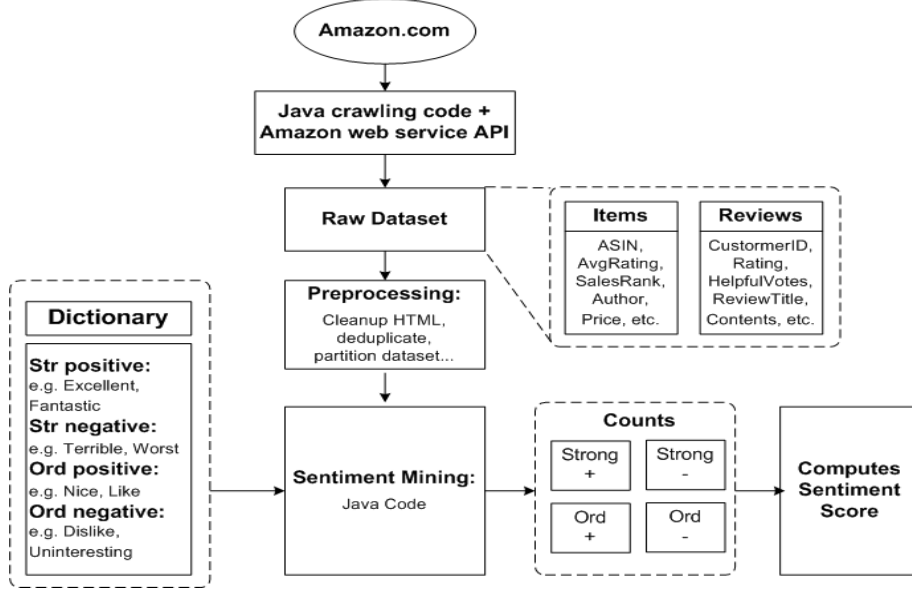 Amazon.com
Java crawling code +
Amazon web service API
Raw Dataset
Items
ASIN,
AvgRating,
SalesRank,
Author,
Price, etc.
Reviews
CustormerID,
Rating,
HelpfulVotes,
ReviewTitle,
Contents, etc.
Preprocessing:
Cleanup HTML,
deduplicate,
partition dataset...
Dictionary
Str positive:
e.g. Excellent,
Fantastic
Str negative:
e.g. Terrible, Worst
Ord positive:
e.g. Nice, Like
Ord negative:
e.g. Dislike,
Uninteresting
Sentiment Mining:
Java Code
Counts
Strong
+
Strong
-
Ord
+
Ord
-
Computes
Sentiment
Score